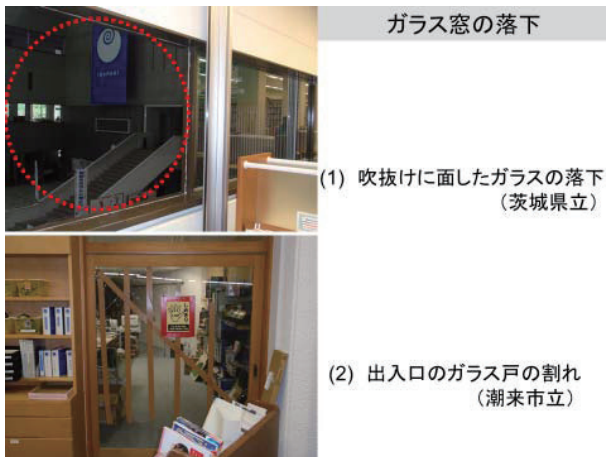 ガラス窓の落下
(1) 吹抜けに面したガラスの落下
（茨城県立）
(2) 出入口のガラス戸の割れ
（潮来市立）